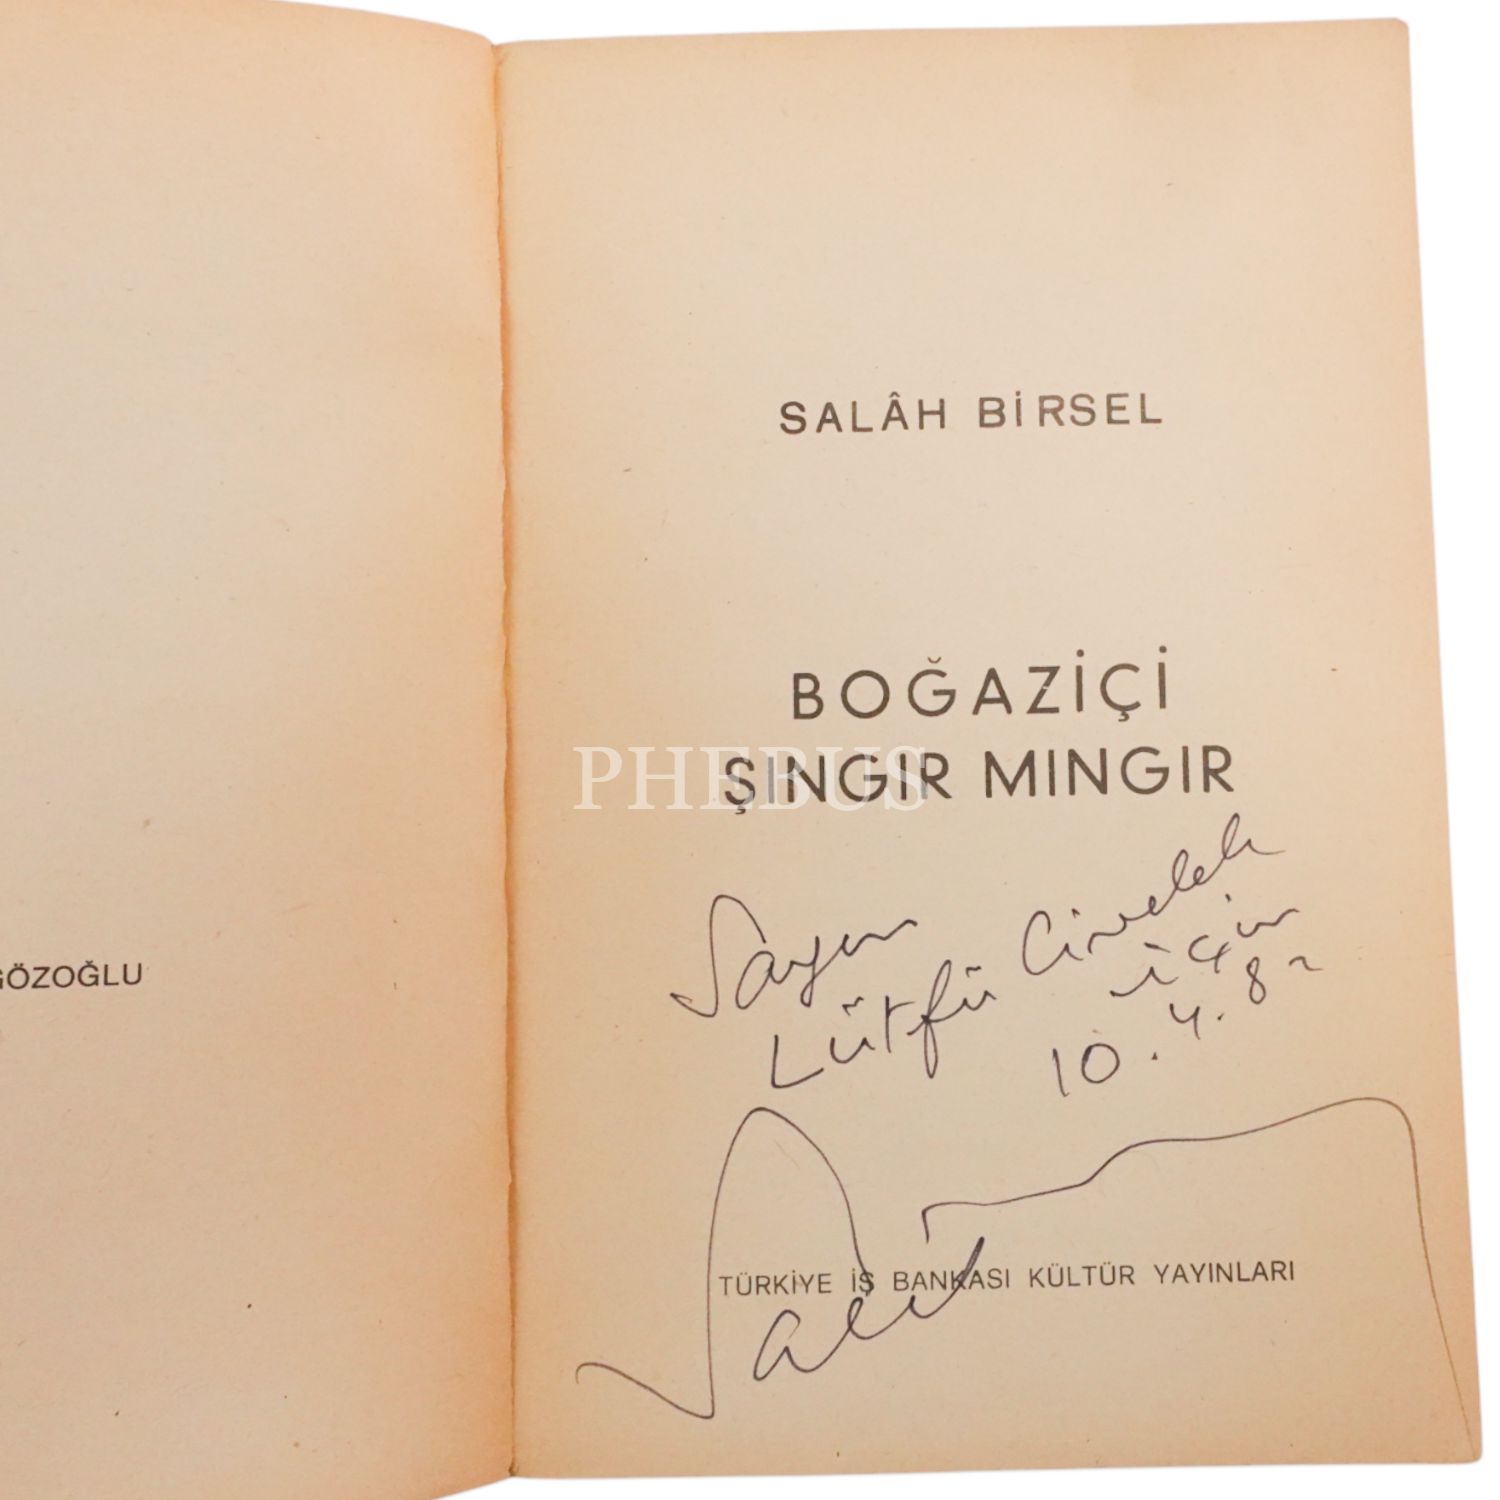 GÖZOĞLU
SALÂH BİRSEL
BOĞAZİÇİ
ŞINGIR MINGIR
PHEBUS
Sayın
Lütfü Civelek
için
10.4.82
TÜRKİYE İŞ BANKASI KÜLTÜR YAYINLARI
Salâh